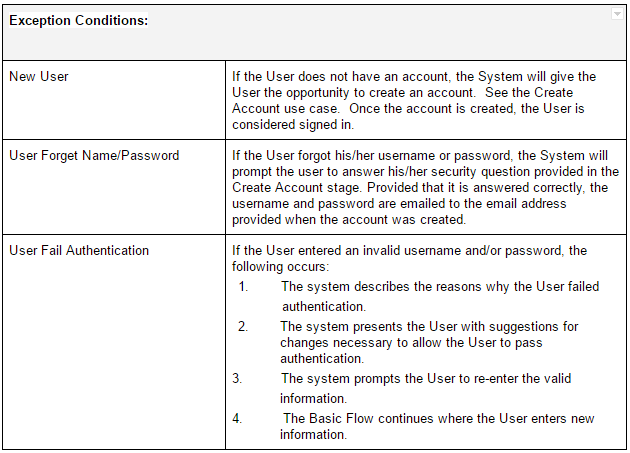 Exception Conditions:
New User
If the User does not have an account, the System will give the
User the opportunity to create an account.  See the Create
Account use case.  Once the account is created, the User is
considered signed in.
User Forget Name/Password
If the User forgot his/her username or password, the System will
prompt the user to answer his/her security question provided in the
Create Account stage. Provided that it is answered correctly, the
username and password are emailed to the email address
provided when the account was created.
User Fail Authentication
If the User entered an invalid username and/or password, the
following occurs:
1. The system describes the reasons why the User failed
authentication.
2. The system presents the User with suggestions for
changes necessary to allow the User to pass
authentication.
3. The system prompts the User to re-enter the valid
information.
4. The Basic Flow continues where the User enters new
information.